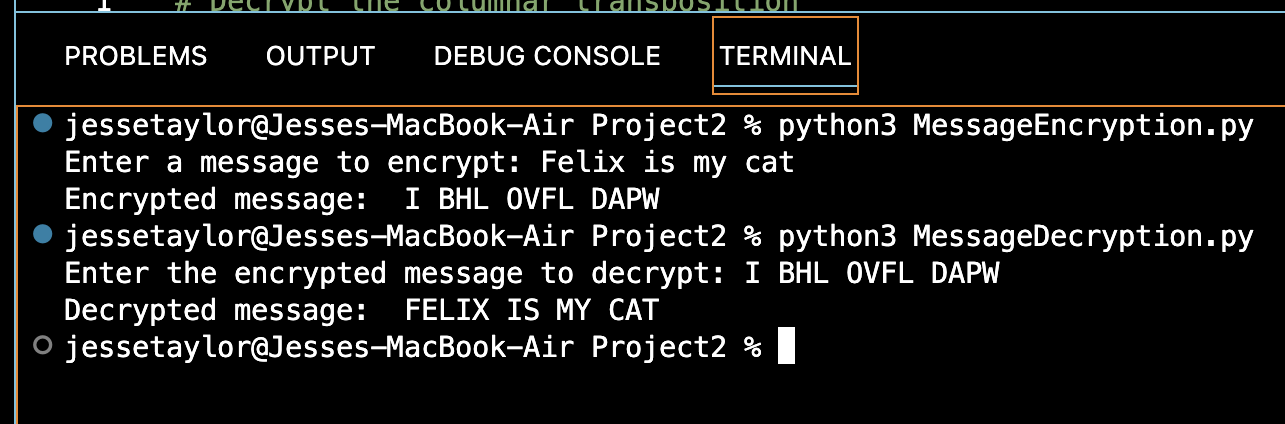 1 # Decrypt the columnar transposition
PROBLEMS OUTPUT DEBUG CONSOLE TERMINAL
jessetaylor@Jesses-MacBook-Air Project2 % python3 MessageEncryption.py
Enter a message to encrypt: Felix is my cat
Encrypted message:  I BHL OVFL DAPW
jessetaylor@Jesses-MacBook-Air Project2 % python3 MessageDecryption.py
Enter the encrypted message to decrypt: I BHL OVFL DAPW
Decrypted message:  FELIX IS MY CAT
jessetaylor@Jesses-MacBook-Air Project2 %